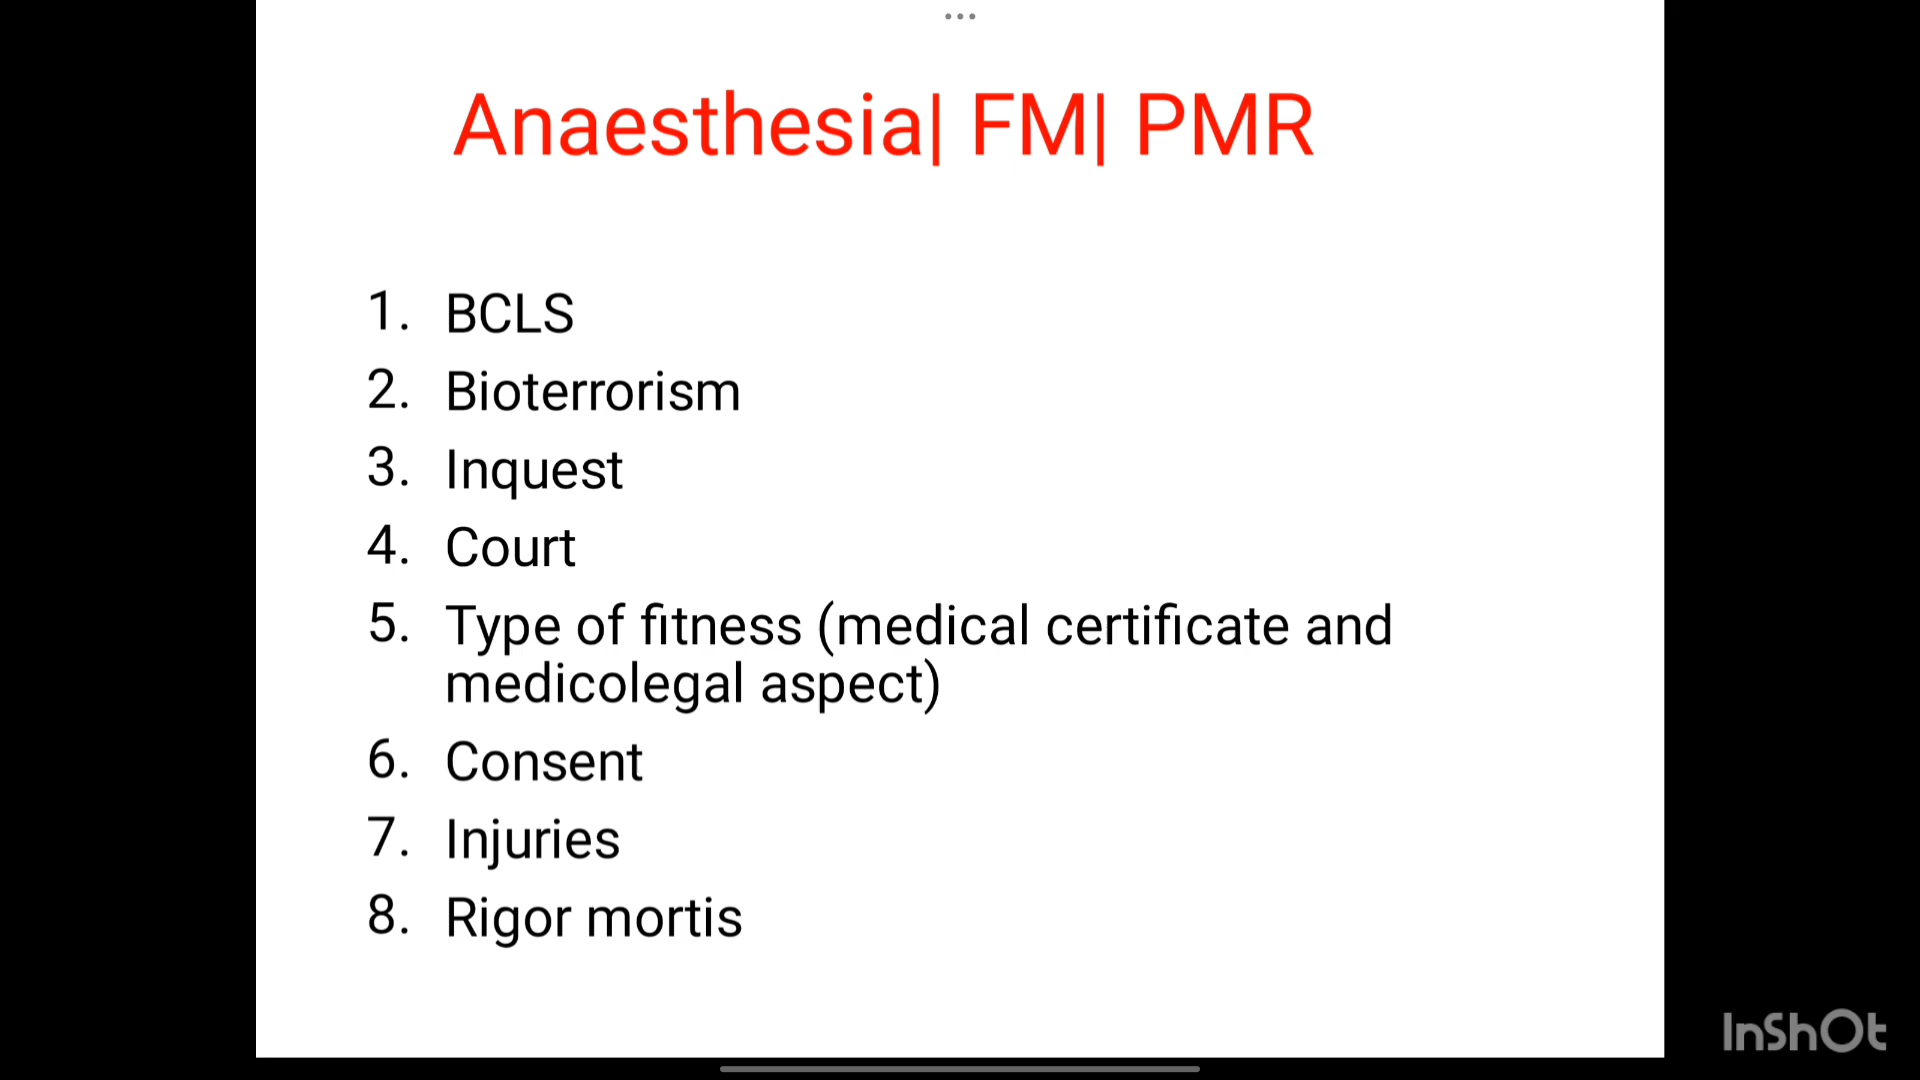 Anaesthesia| FM| PMR
1. BCLS
2. Bioterrorism
3. Inquest
4. Court
5. Type of fitness (medical certificate and
medicolegal aspect)
6. Consent
7. Injuries
8. Rigor mortis
InShOt